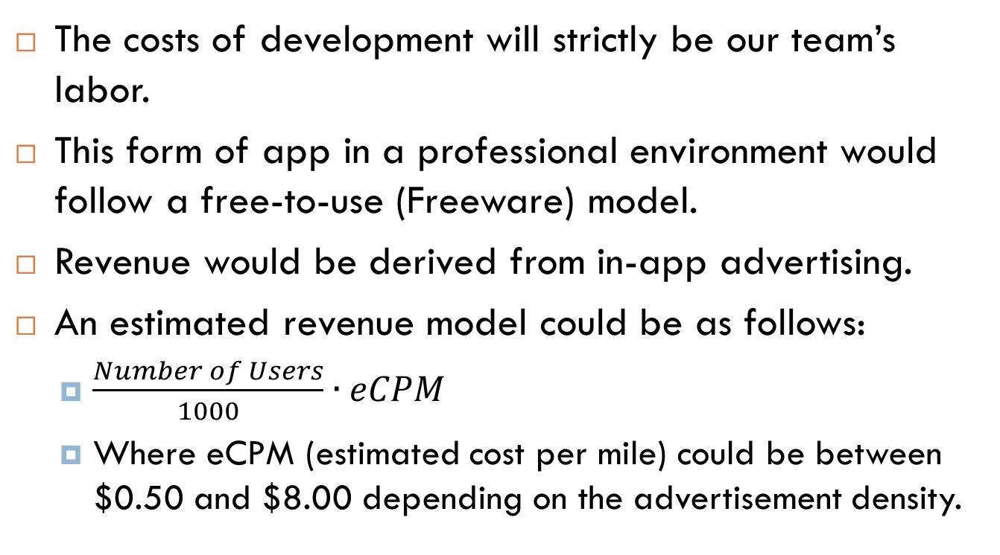 The costs of development will strictly be our team’s
labor.
This form of app in a professional environment would
follow a free-to-use (Freeware) model.
Revenue would be derived from in-app advertising.
An estimated revenue model could be as follows:
Number of Users
1000
· eCPM
Where eCPM (estimated cost per mile) could be between
$0.50 and $8.00 depending on the advertisement density.